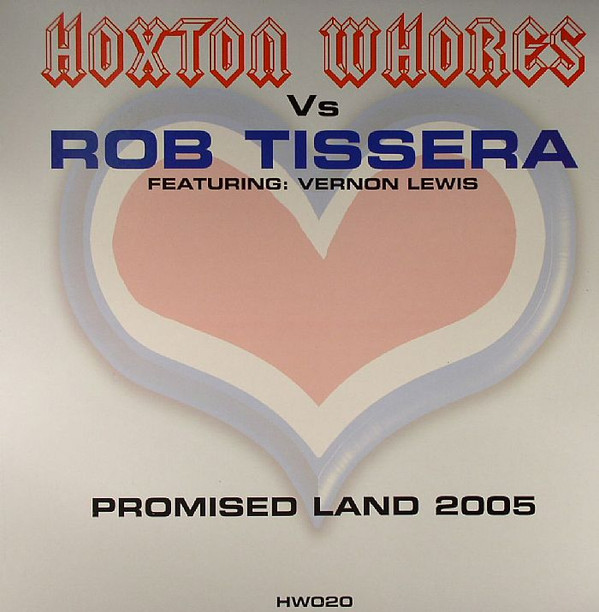 HOXTON WHORES
Vs
ROB TISSERA
FEATURING: VERNON LEWIS
PROMISED LAND 2005
HW020